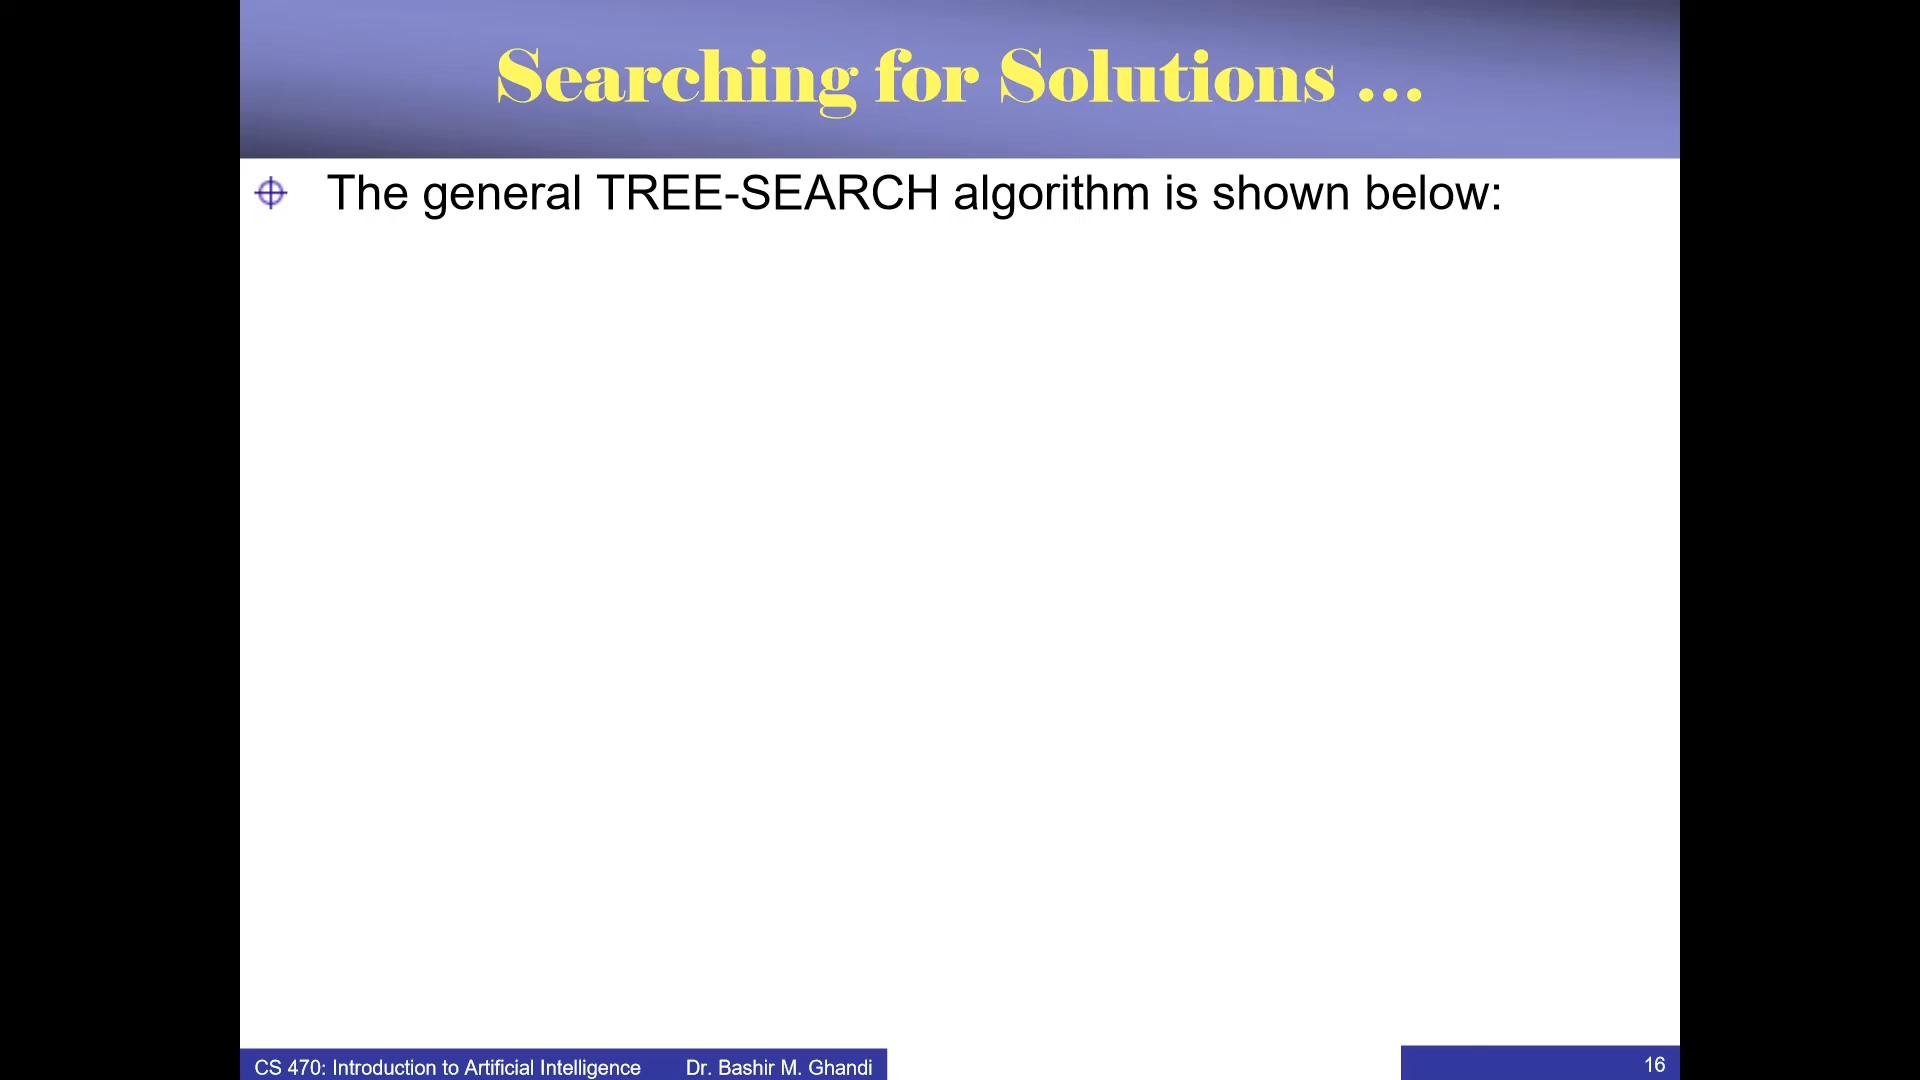 Searching for Solutions ...
The general TREE-SEARCH algorithm is shown below:
CS 470: Introduction to Artificial Intelligence Dr. Bashir M. Ghandi
16